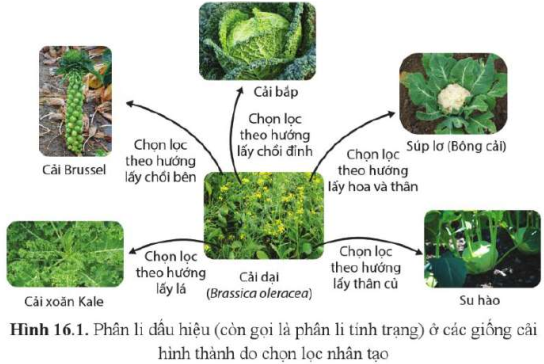 Cải bắp
Chọn lọc
theo hướng
lấy chồi đỉnh
Cải Brussel
Chọn lọc
theo hướng
lấy chồi bên
Súp lơ (Bông cải)
Chọn lọc
theo hướng
lấy hoa và thân
Cải xoăn Kale
Chọn lọc
theo hướng
lấy lá
Cải dại
(Brassica oleracea)
Chọn lọc
theo hướng
lấy thân củ
Su hào
Hình 16.1. Phân li dấu hiệu (còn gọi là phân li tính trạng) ở các giống cải
hình thành do chọn lọc nhân tạo